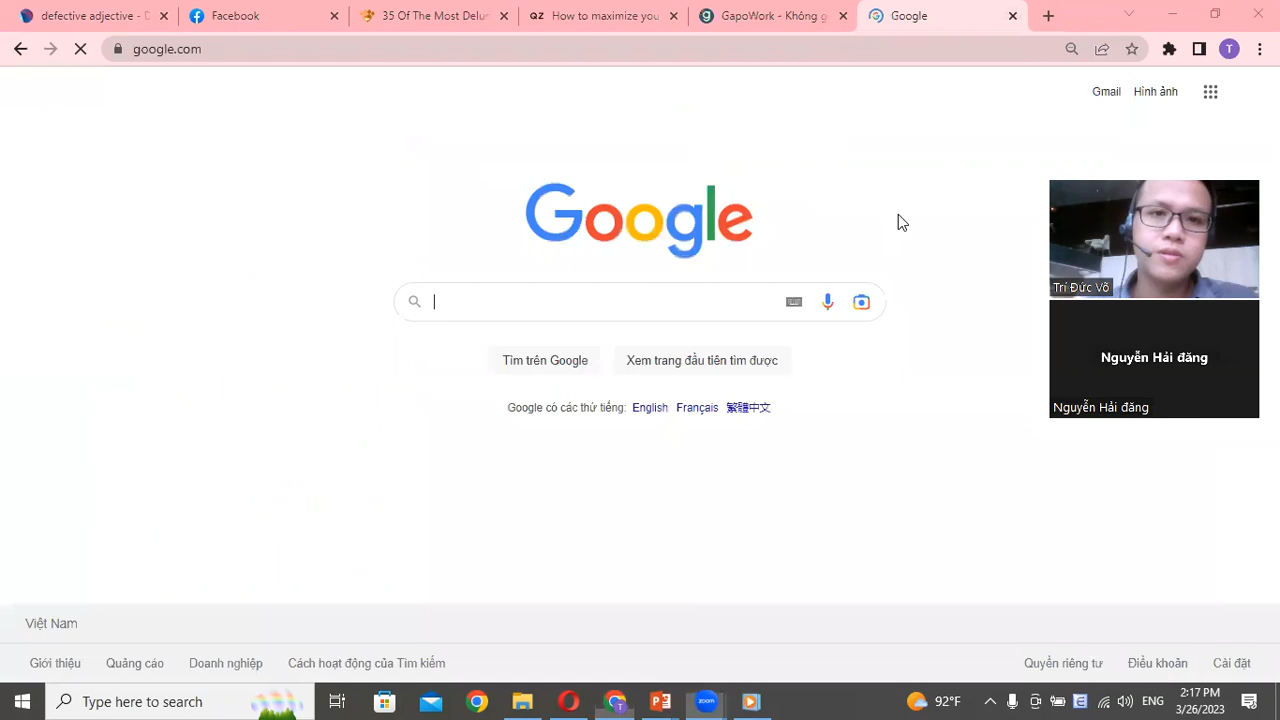 defective adjective - D
Facebook
35 Of The Most Delus
QZ How to maximize you
GapoWork - Không g
Google
google.com
T
Gmail Hình ảnh
Google
Trí Đức Võ
Nguyễn Hải đăng
Nguyễn Hải đăng
Tìm trên Google Xem trang đầu tiên tìm được
Google có các thứ tiếng: English Français 繁體中文
Việt Nam
Giới thiệu Quảng cáo Doanh nghiệp Cách hoạt động của Tìm kiếm Quyền riêng tư Điều khoản Cài đặt
Type here to search
zoom
92°F
ENG
2:17 PM
3/26/2023